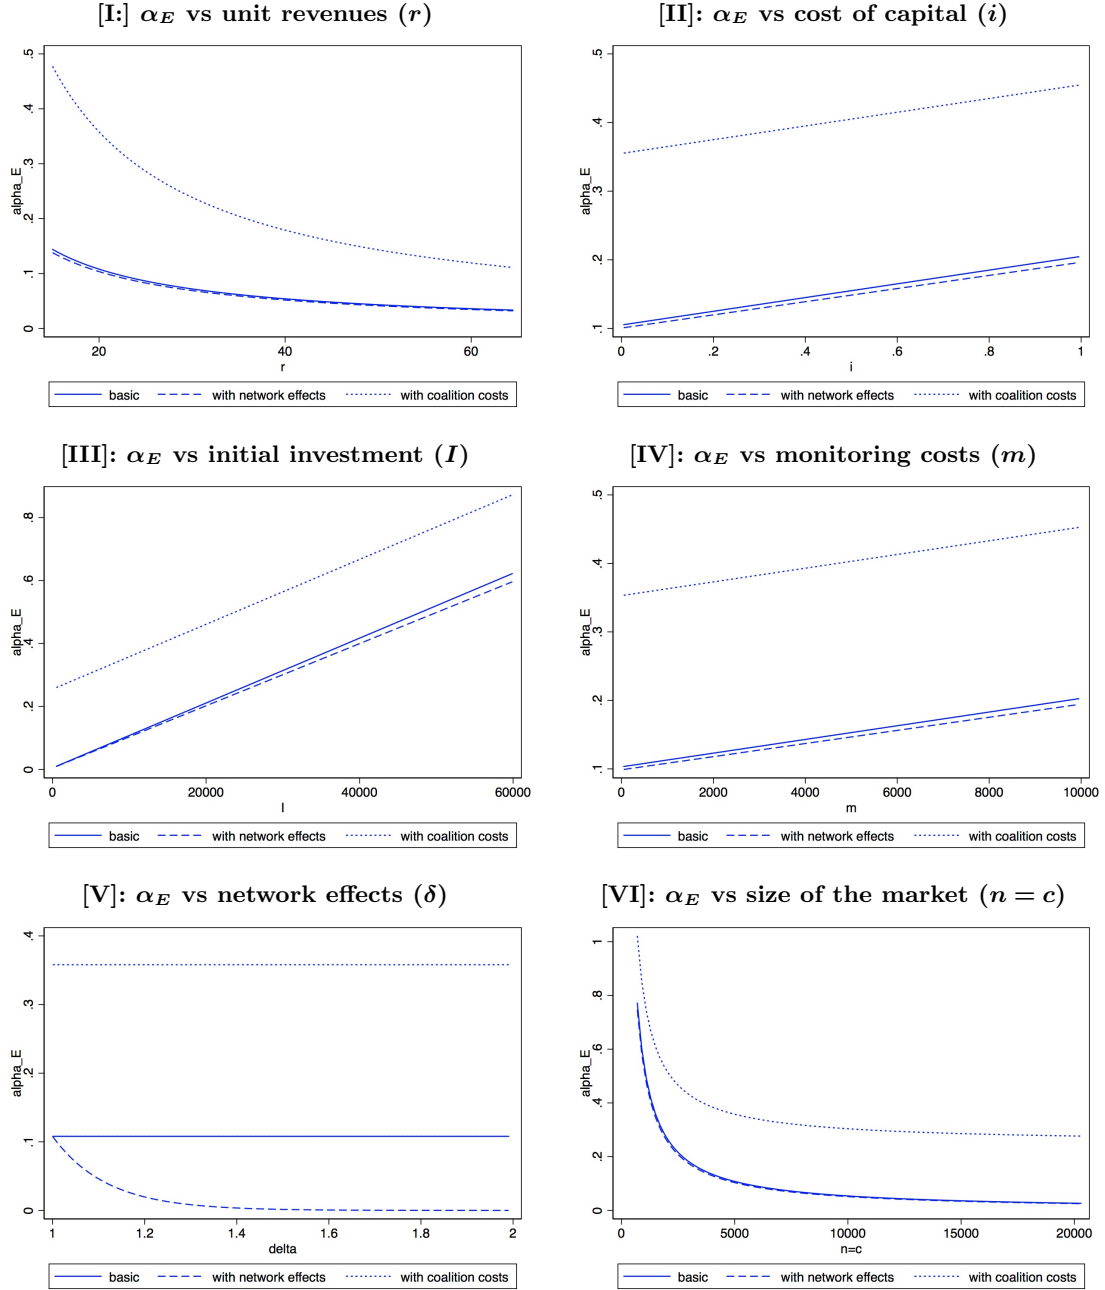 [I:] α_E vs unit revenues (r)
alpha_E
0 .1 .2 .3 .4 .5
20 40 60
r
basic with network effects with coalition costs
[II]: α_E vs cost of capital (i)
alpha_E
.1 .2 .3 .4 .5
0 .2 .4 .6 .8 1
i
basic with network effects with coalition costs
[III]: α_E vs initial investment (I)
alpha_E
0 .2 .4 .6 .8
0 20000 40000 60000
I
basic with network effects with coalition costs
[IV]: α_E vs monitoring costs (m)
alpha_E
.1 .2 .3 .4 .5
0 2000 4000 6000 8000 10000
m
basic with network effects with coalition costs
[V]: α_E vs network effects (δ)
alpha_E
0 .1 .2 .3 .4
1 1.2 1.4 1.6 1.8 2
delta
basic with network effects with coalition costs
[VI]: α_E vs size of the market (n = c)
alpha_E
0 .2 .4 .6 .8 1
0 5000 10000 15000 20000
n=c
basic with network effects with coalition costs